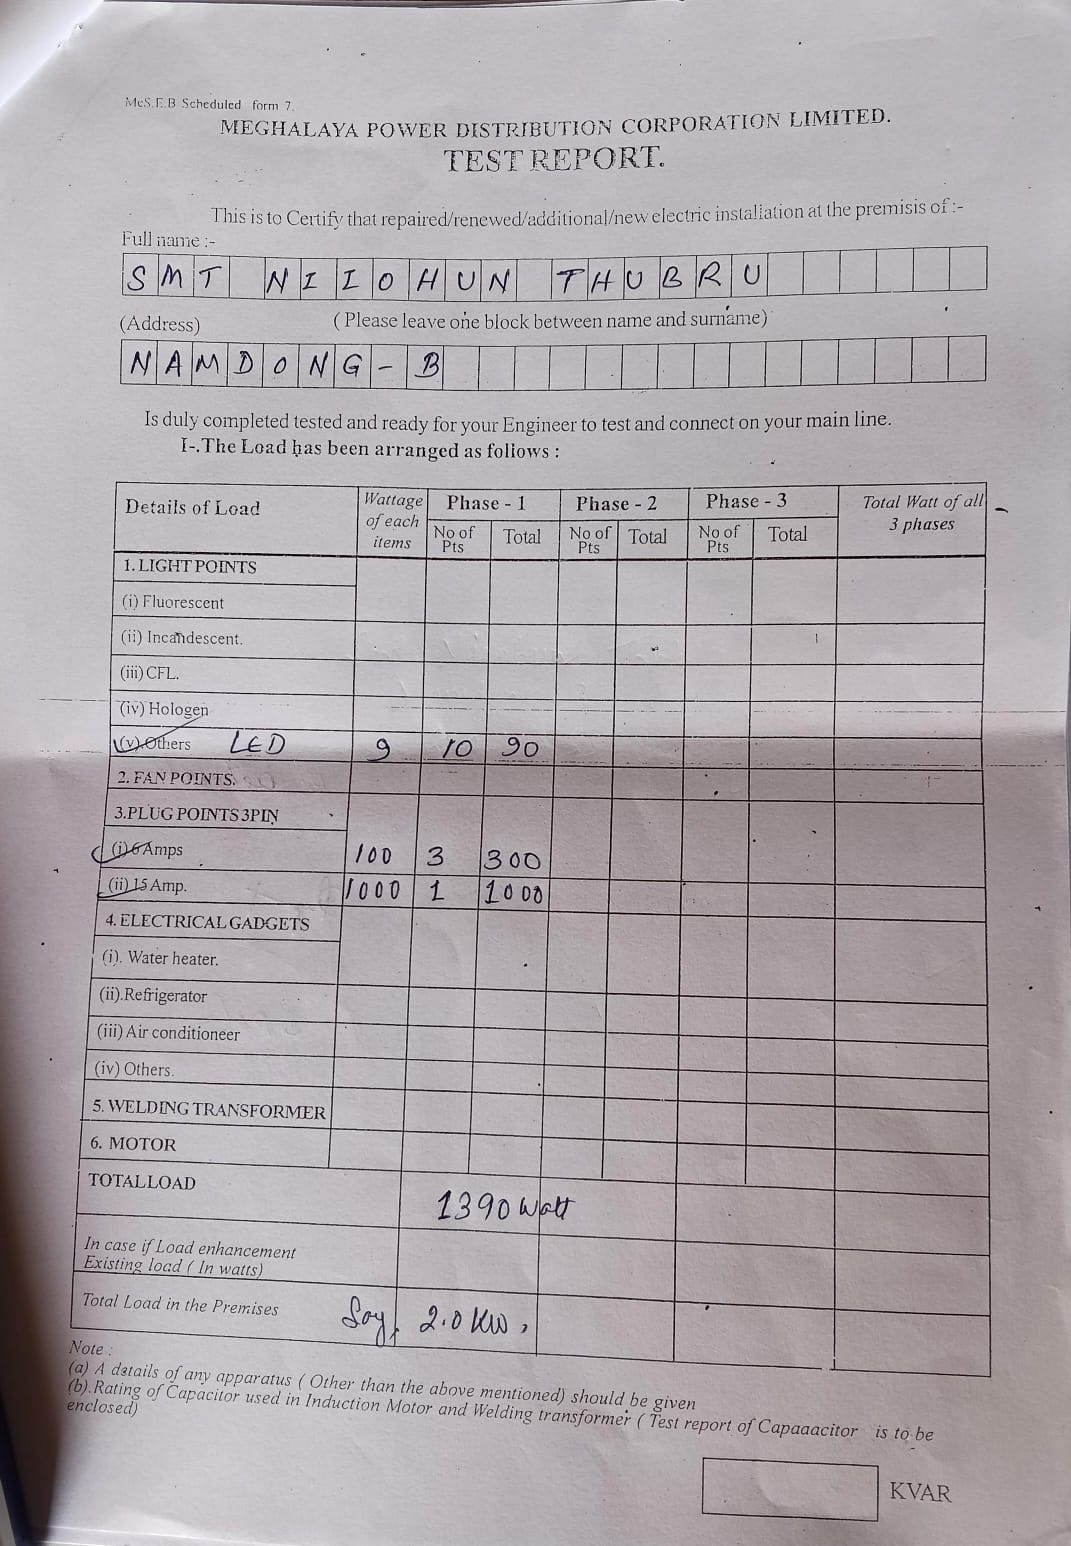 MeS.E.B Scheduled form 7.
MEGHALAYA POWER DISTRIBUTION CORPORATION LIMITED.
TEST REPORT.
This is to Certify that repaired/renewed/additional/new electric installation at the premisis of :-
Full name :-
SMT NIIOHUN THUBRU
(Address) ( Please leave one block between name and surname)
NAMDONG-B
Is duly completed tested and ready for your Engineer to test and connect on your main line.
I-.The Load has been arranged as follows :
Details of Load Wattage of each items Phase - 1 Phase - 2 Phase - 3 Total Watt of all 3 phases
No of Pts Total No of Pts Total No of Pts Total
1. LIGHT POINTS
(i) Fluorescent
(ii) Incandescent.
(iii) CFL.
(iv) Hologen
(v).Others LED 9 10 90
2. FAN POINTS.
3.PLUG POINTS 3PIN
(i) 6 Amps 100 3 300
(ii) 15 Amp. 1000 1 1000
4. ELECTRICAL GADGETS
(i). Water heater.
(ii).Refrigerator
(iii) Air conditioneer
(iv) Others.
5. WELDING TRANSFORMER
6. MOTOR
TOTAL LOAD 1390 Watt
In case if Load enhancement
Existing load ( In watts)
Total Load in the Premises Say, 2.0 KW,
Note :
(a) A datails of any apparatus ( Other than the above mentioned) should be given
(b).Rating of Capacitor used in Induction Motor and Welding transformer ( Test report of Capaaacitor is to be
enclosed)
KVAR